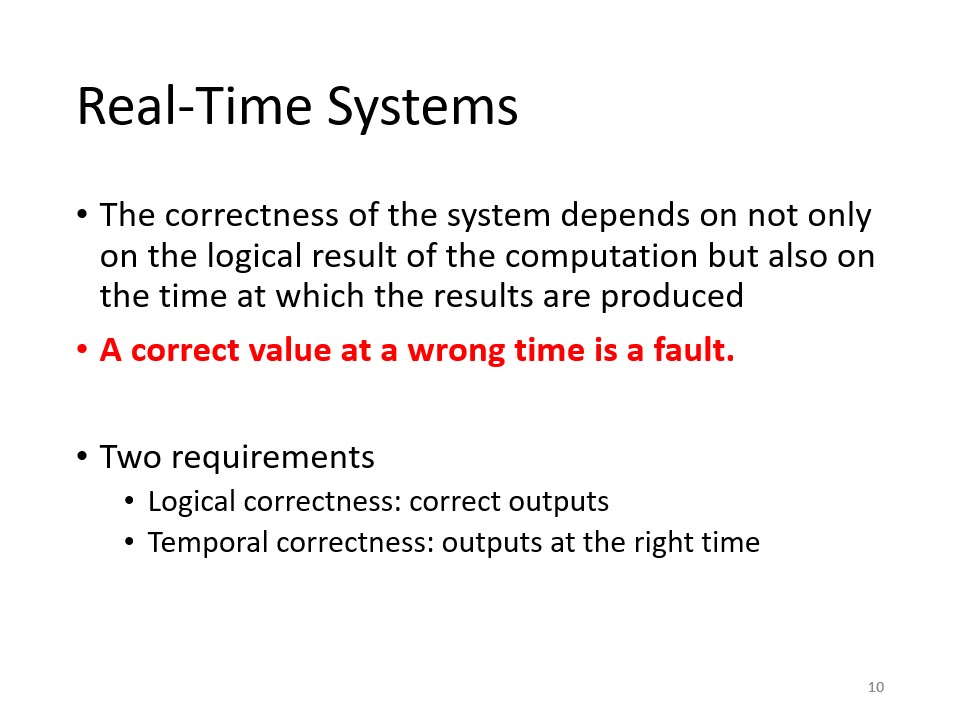 Real-Time Systems
• The correctness of the system depends on not only
on the logical result of the computation but also on
the time at which the results are produced
• A correct value at a wrong time is a fault.
• Two requirements
• Logical correctness: correct outputs
• Temporal correctness: outputs at the right time
10